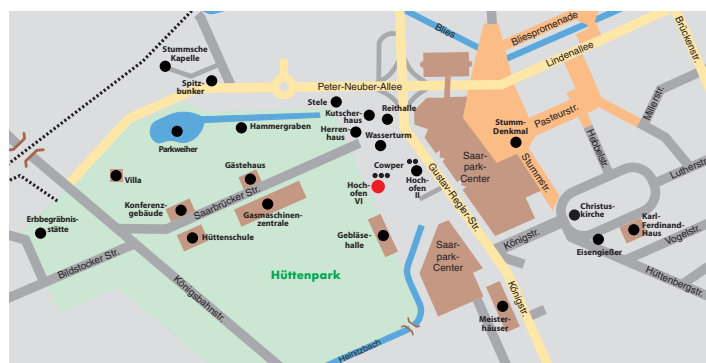 Stummsche
Kapelle
Spitz-
bunker
Blies
Bliespromenade
Brückenstr.
Lindenallee
Peter-Neuber-Allee
Stele
Kutscher-
haus
Reithalle
Herren-
haus
Wasserturm
Hammergraben
Parkweiher
Stumm-
Denkmal
Pasteurstr.
Millerstr.
Hebbelstr.
Lutherstr.
Stummstr.
Saar-
park-
Center
Cowper
Hoch-
ofen
II
Hoch-
ofen
VI
Gustav-Regler-Str.
Villa
Gästehaus
Saarbrücker Str.
Konferenz-
gebäude
Gasmaschinen-
zentrale
Hüttenschule
Erbbegräbnis-
stätte
Bildstocker Str.
Königsbahnstr.
Gebläse-
halle
Saar-
park-
Center
Königstr.
Christus-
kirche
Karl-
Ferdinand-
Haus
Eisengießer
Vogelstr.
Hüttenbergstr.
Hüttenpark
Königstr.
Meister-
häuser
Heinitzbach